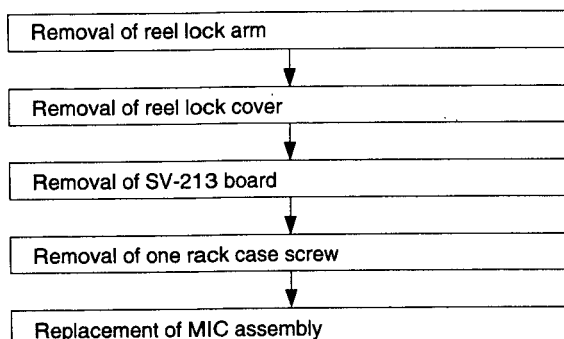 Removal of reel lock arm
Removal of reel lock cover
Removal of SV-213 board
Removal of one rack case screw
Replacement of MIC assembly